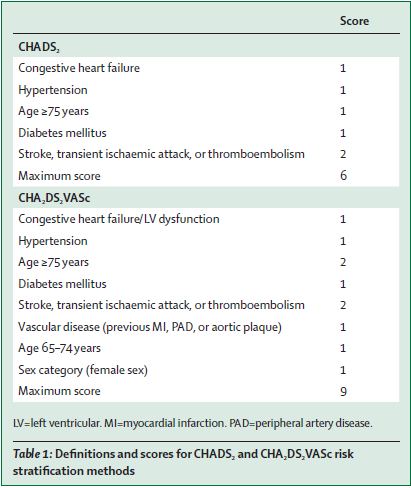 Score
CHADS₂
Congestive heart failure 1
Hypertension 1
Age ≥75 years 1
Diabetes mellitus 1
Stroke, transient ischaemic attack, or thromboembolism 2
Maximum score 6
CHA₂DS₂VASc
Congestive heart failure/LV dysfunction 1
Hypertension 1
Age ≥75 years 2
Diabetes mellitus 1
Stroke, transient ischaemic attack, or thromboembolism 2
Vascular disease (previous MI, PAD, or aortic plaque) 1
Age 65–74 years 1
Sex category (female sex) 1
Maximum score 9
LV=left ventricular. MI=myocardial infarction. PAD=peripheral artery disease.
Table 1: Definitions and scores for CHADS₂ and CHA₂DS₂VASc risk
stratification methods